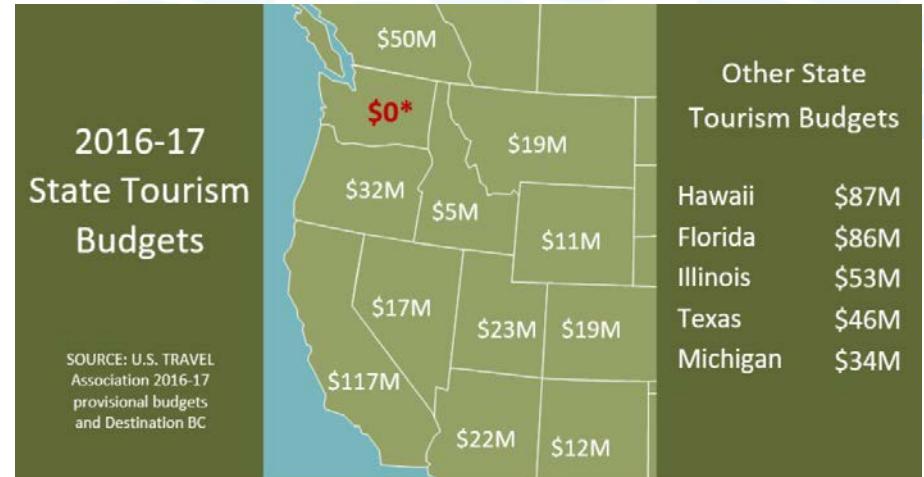 2016-17
State Tourism
Budgets
SOURCE: U.S. TRAVEL
Association 2016-17
provisional budgets
and Destination BC
$50M
$0*
$19M
$32M
$5M
$11M
$17M
$23M
$19M
$117M
$22M
$12M
Other State
Tourism Budgets
Hawaii $87M
Florida $86M
Illinois $53M
Texas $46M
Michigan $34M